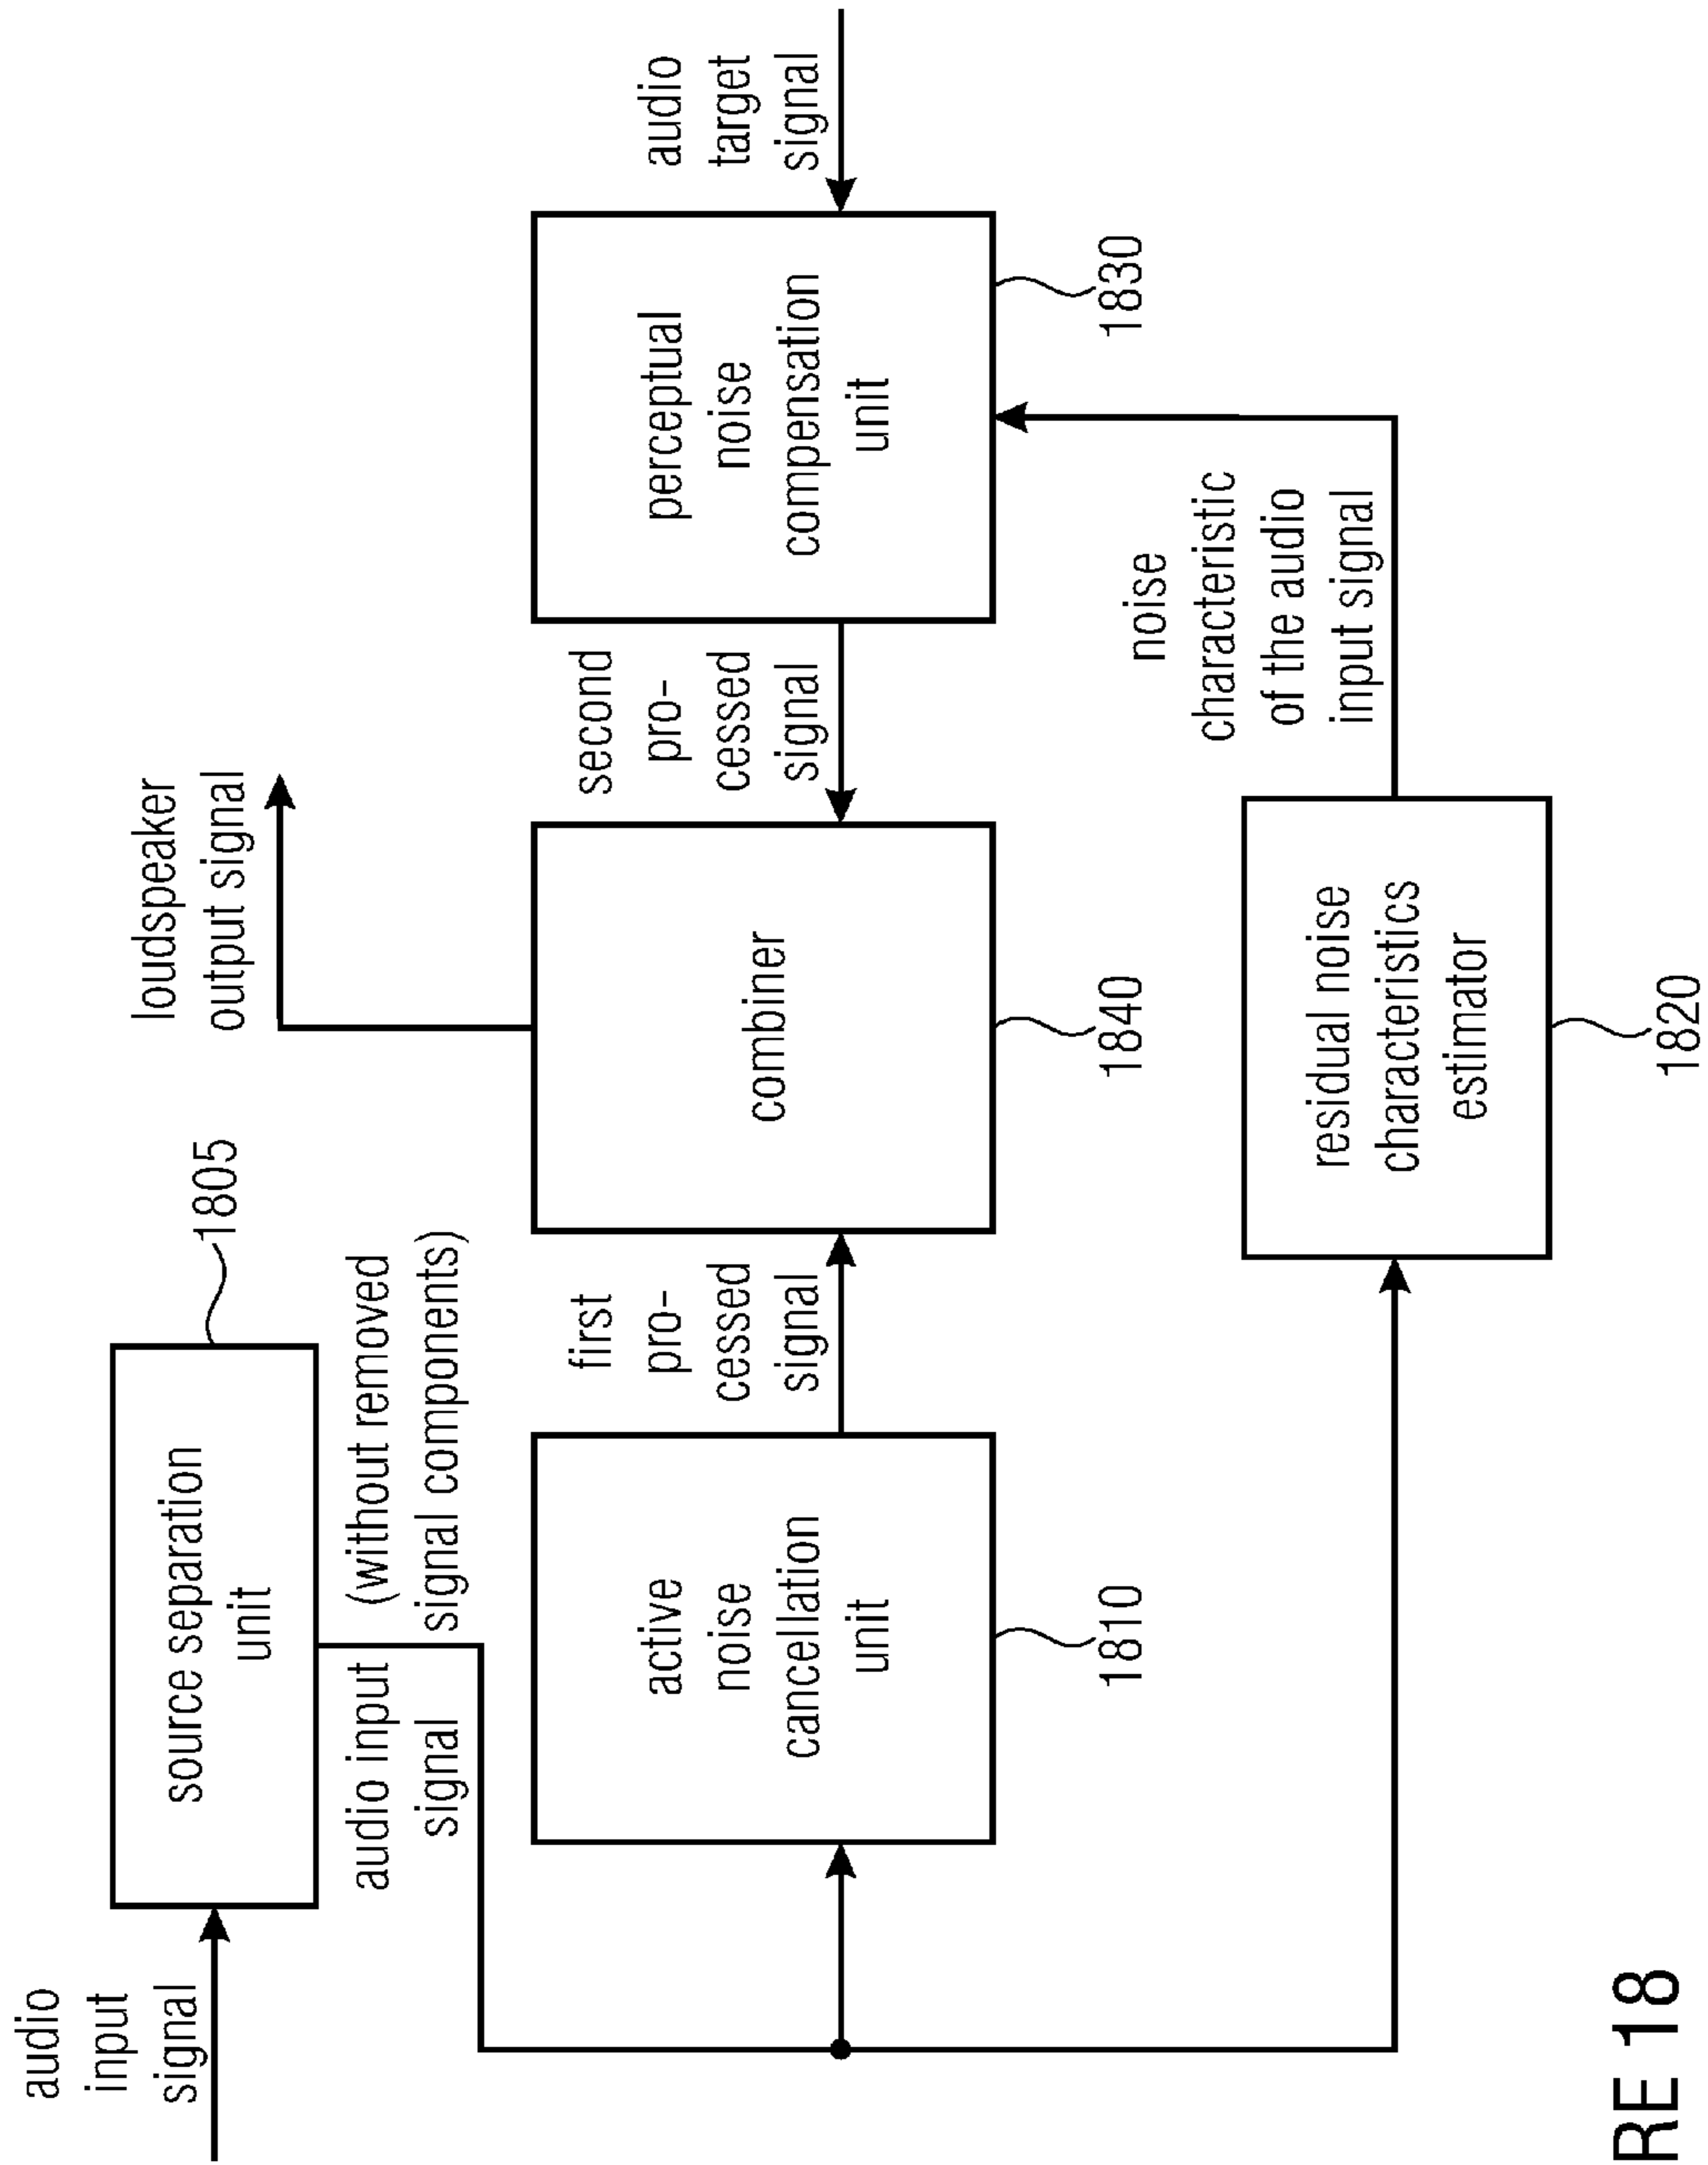 audio
input
signal
source separation
unit
1805
audio input
signal
(without removed
signal components)
loudspeaker
output signal
active
noise
cancellation
unit
1810
first
pro-
cessed
signal
combiner
1840
second
pro-
cessed
signal
perceptual
noise
compensation
unit
1830
audio
target
signal
residual noise
characteristics
estimator
1820
noise
characteristic
of the audio
input signal
RE 18